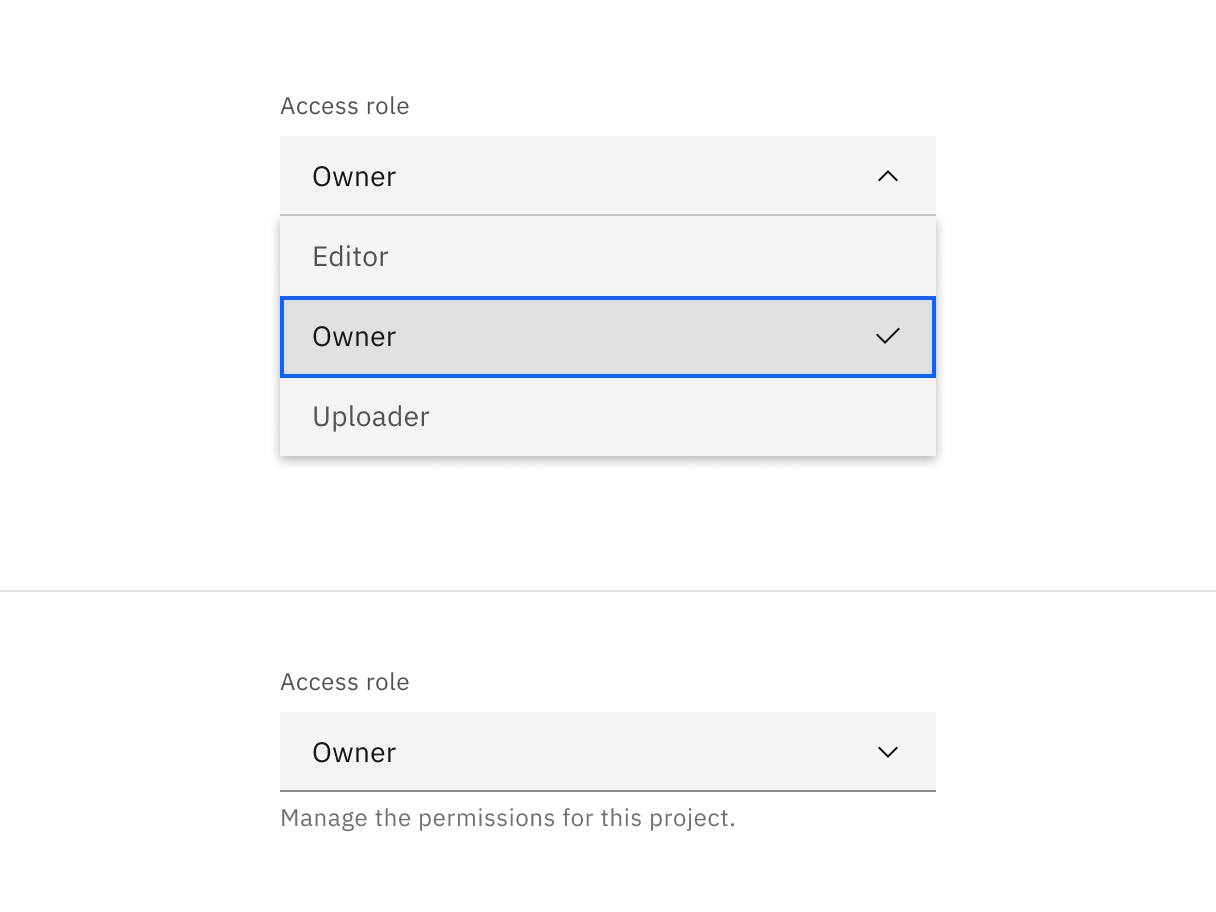 Access role
Owner
Editor
Owner
Uploader
Access role
Owner
Manage the permissions for this project.